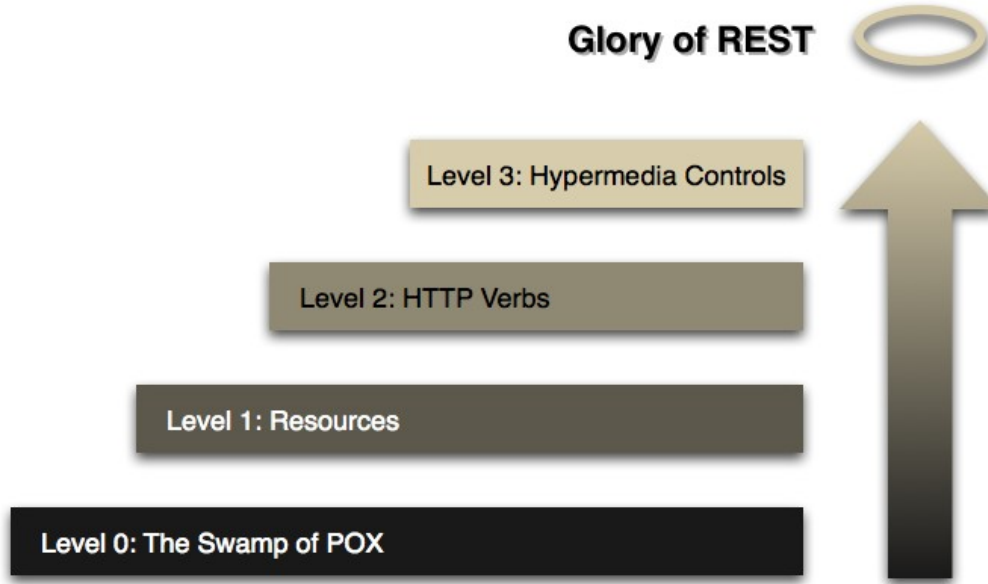 Glory of REST
Level 3: Hypermedia Controls
Level 2: HTTP Verbs
Level 1: Resources
Level 0: The Swamp of POX